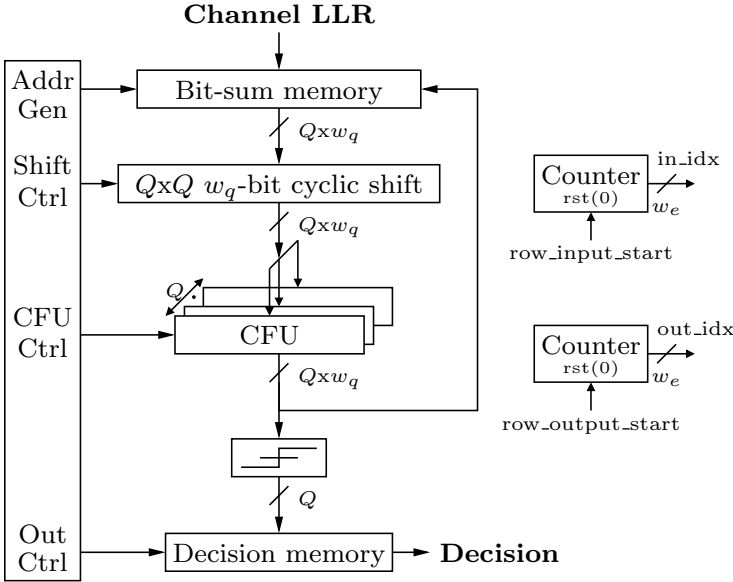 Channel LLR
Addr
Gen
Bit-sum memory
Qxw_q
Shift
Ctrl
QxQ w_q-bit cyclic shift
Qxw_q
Q
CFU
Ctrl
CFU
Qxw_q
Q
Out
Ctrl
Decision memory
Decision
Counter
rst(0)
in_idx
w_e
row_input_start
Counter
rst(0)
out_idx
w_e
row_output_start